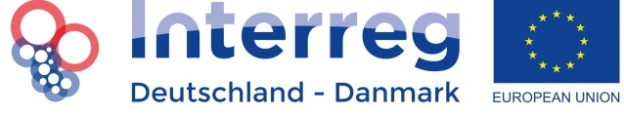 Interreg
Deutschland - Danmark
EUROPEAN UNION